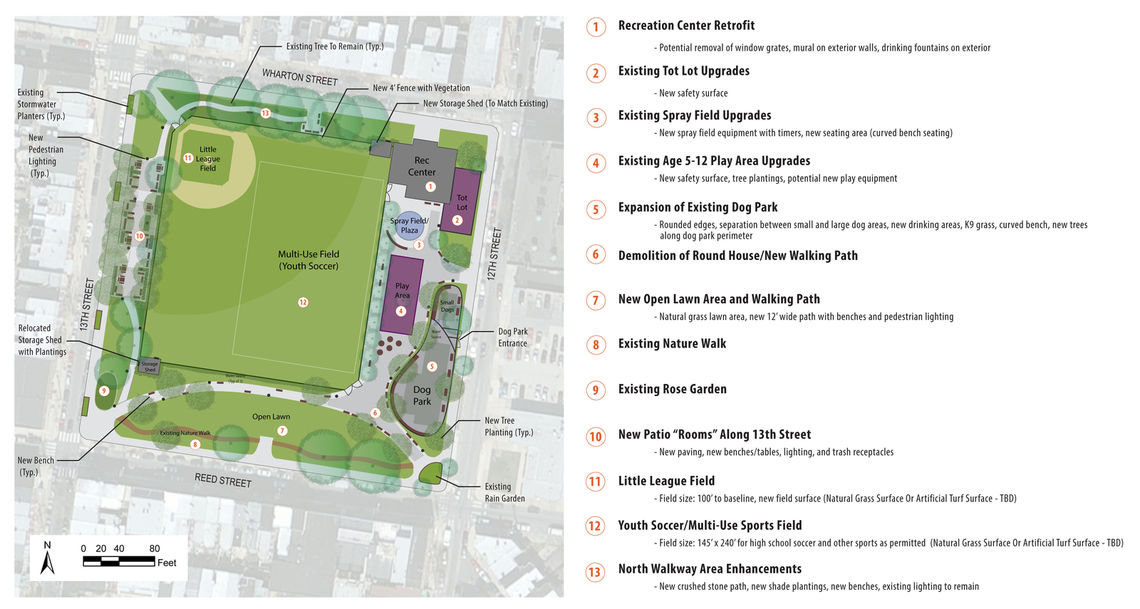 Existing Tree To Remain (Typ.)
WHARTON STREET
New 4' Fence with Vegetation
New Storage Shed (To Match Existing)
Existing
Stormwater
Planters (Typ.)
New
Pedestrian
Lighting
(Typ.)
13
11
Little
League
Field
Rec
Center
1
Tot
Lot
2
Spray Field/
Plaza
3
10
Multi-Use Field
(Youth Soccer)
12
12TH STREET
13TH STREET
Play
Area
4
Small
Dogs
Relocated
Storage Shed
with Plantings
Dog Park
Entrance
Storage
Shed
5
Dog
Park
9
6
Open Lawn
7
Existing Nature Walk
8
New Tree
Planting (Typ.)
New Bench
(Typ.)
REED STREET
Existing
Rain Garden
N
0 20 40 80
Feet
1 Recreation Center Retrofit
- Potential removal of window grates, mural on exterior walls, drinking fountains on exterior
2 Existing Tot Lot Upgrades
- New safety surface
3 Existing Spray Field Upgrades
- New spray field equipment with timers, new seating area (curved bench seating)
4 Existing Age 5-12 Play Area Upgrades
- New safety surface, tree plantings, potential new play equipment
5 Expansion of Existing Dog Park
- Rounded edges, separation between small and large dog areas, new drinking areas, K9 grass, curved bench, new trees
along dog park perimeter
6 Demolition of Round House/New Walking Path
7 New Open Lawn Area and Walking Path
- Natural grass lawn area, new 12' wide path with benches and pedestrian lighting
8 Existing Nature Walk
9 Existing Rose Garden
10 New Patio “Rooms” Along 13th Street
- New paving, new benches/tables, lighting, and trash receptacles
11 Little League Field
- Field size: 100' to baseline, new field surface (Natural Grass Surface Or Artificial Turf Surface - TBD)
12 Youth Soccer/Multi-Use Sports Field
- Field size: 145' x 240' for high school soccer and other sports as permitted (Natural Grass Surface Or Artificial Turf Surface - TBD)
13 North Walkway Area Enhancements
- New crushed stone path, new shade plantings, new benches, existing lighting to remain